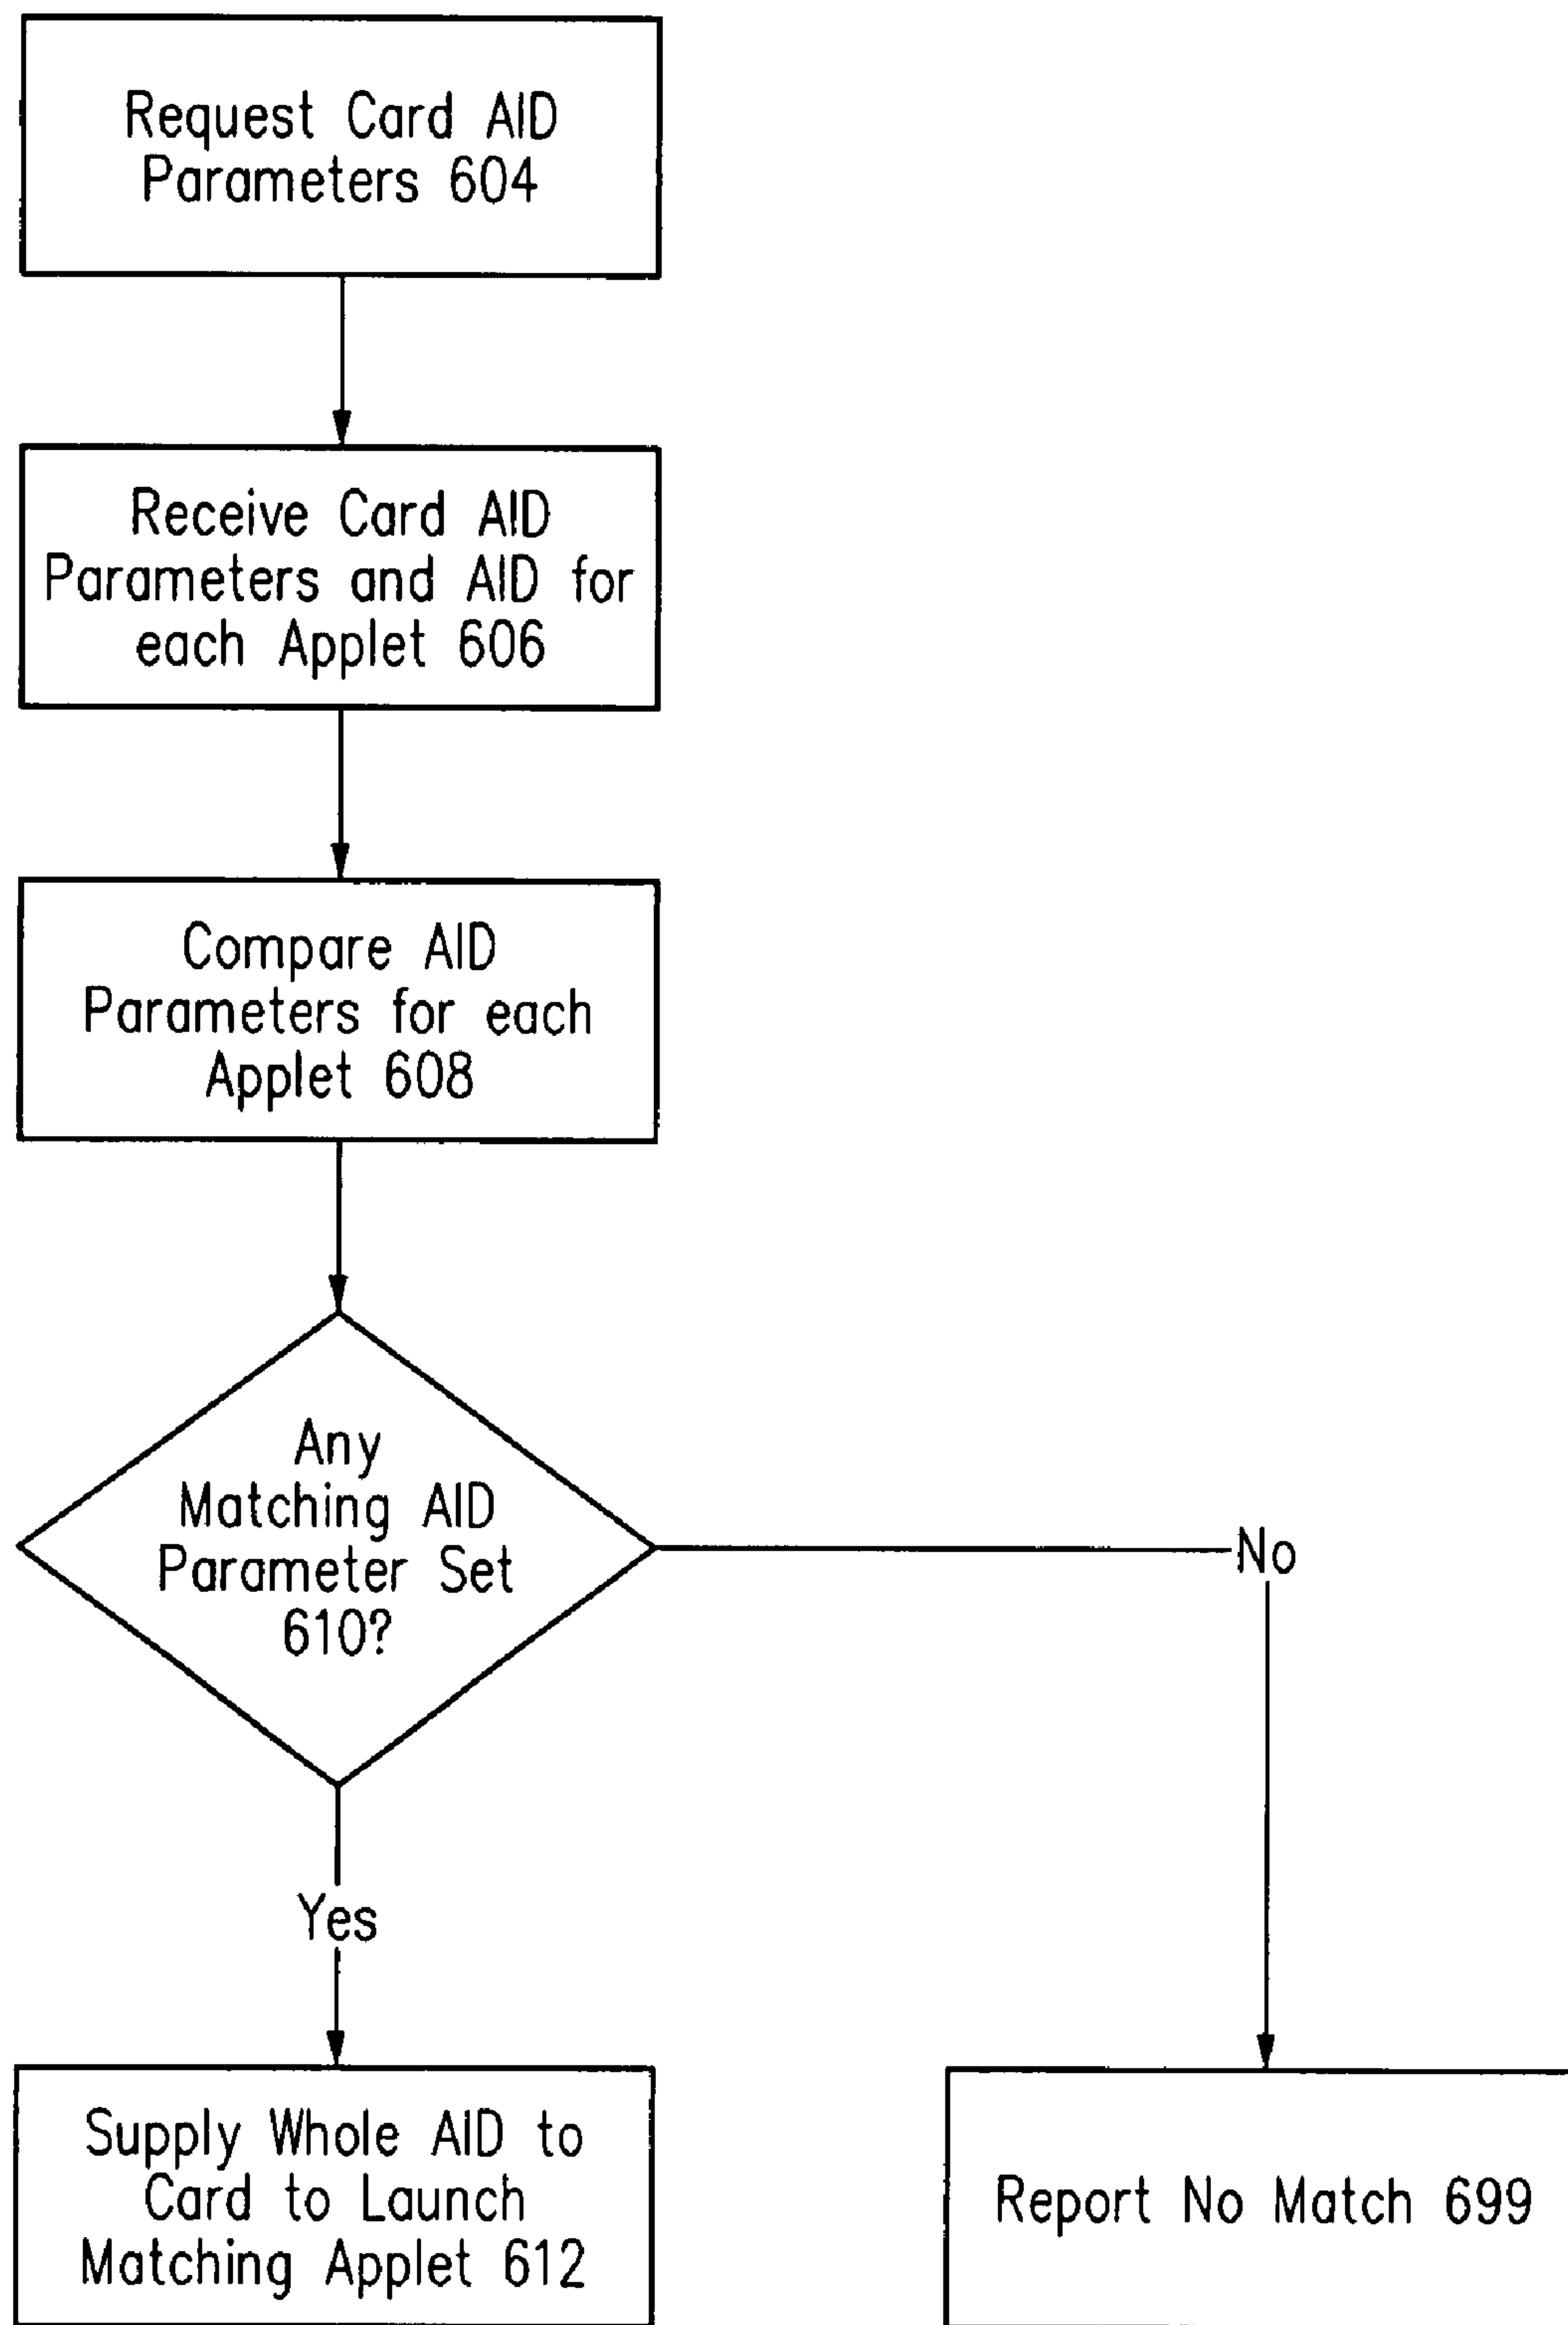 Request Card AID
Parameters 604
Receive Card AID
Parameters and AID for
each Applet 606
Compare AID
Parameters for each
Applet 608
Any
Matching AID
Parameter Set
610?
No
Yes
Supply Whole AID to
Card to Launch
Matching Applet 612
Report No Match 699